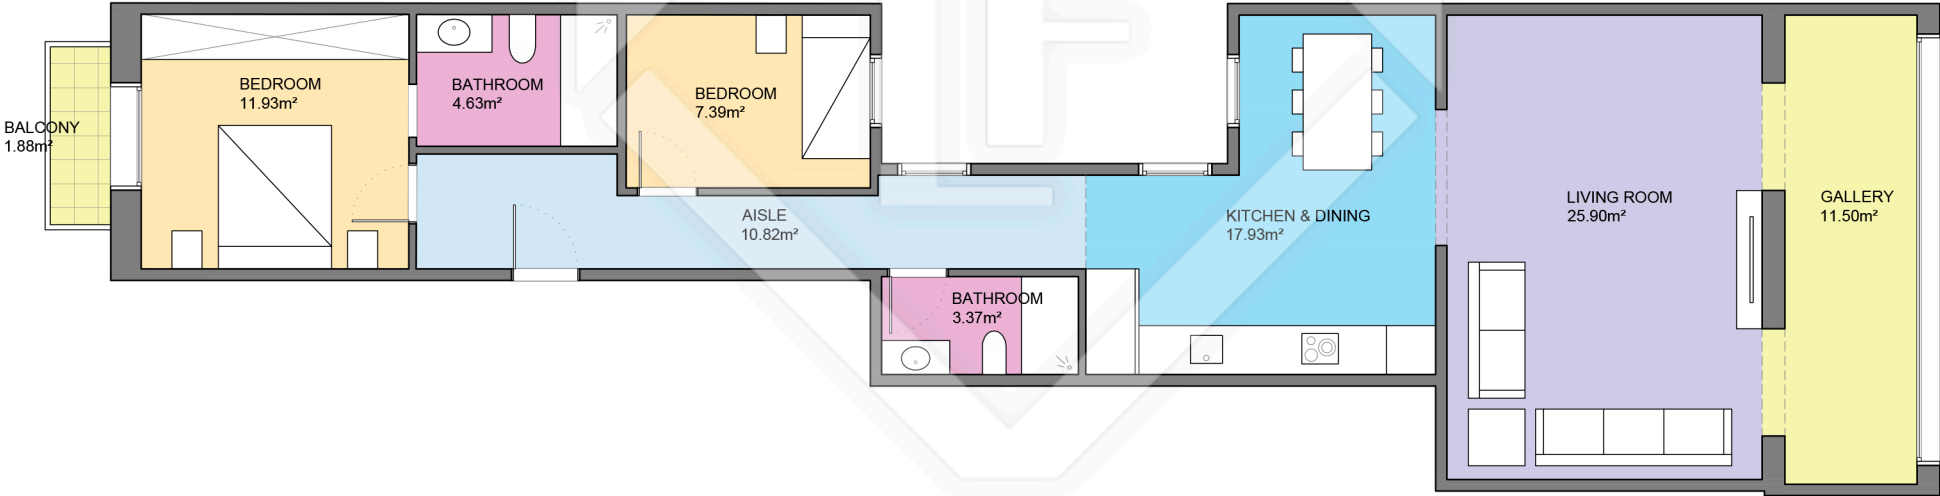 BALCONY
1.88m²
BEDROOM
11.93m²
BATHROOM
4.63m²
BEDROOM
7.39m²
AISLE
10.82m²
BATHROOM
3.37m²
KITCHEN & DINING
17.93m²
LIVING ROOM
25.90m²
GALLERY
11.50m²